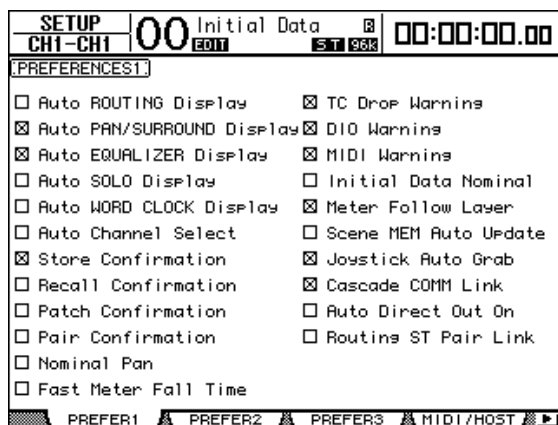 SETUP
CH1-CH1
00 Initial Data R
EDIT ST 96K
00:00:00.00
PREFERENCES1
Auto ROUTING Display
Auto PAN/SURROUND Display
Auto EQUALIZER Display
Auto SOLO Display
Auto WORD CLOCK Display
Auto Channel Select
Store Confirmation
Recall Confirmation
Patch Confirmation
Pair Confirmation
Nominal Pan
Fast Meter Fall Time
TC Drop Warning
DIO Warning
MIDI Warning
Initial Data Nominal
Meter Follow Layer
Scene MEM Auto Update
Joystick Auto Grab
Cascade COMM Link
Auto Direct Out On
Routing ST Pair Link
PREFER1 PREFER2 PREFER3 MIDI/HOST